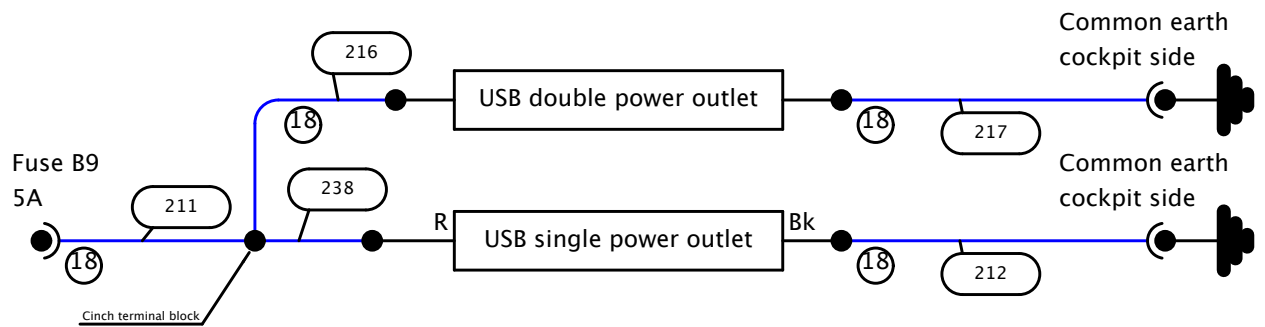 Common earth
cockpit side
216
USB double power outlet
18
18
217
Fuse B9
5A
Common earth
cockpit side
211
238
R
USB single power outlet
Bk
18
18
212
Cinch terminal block